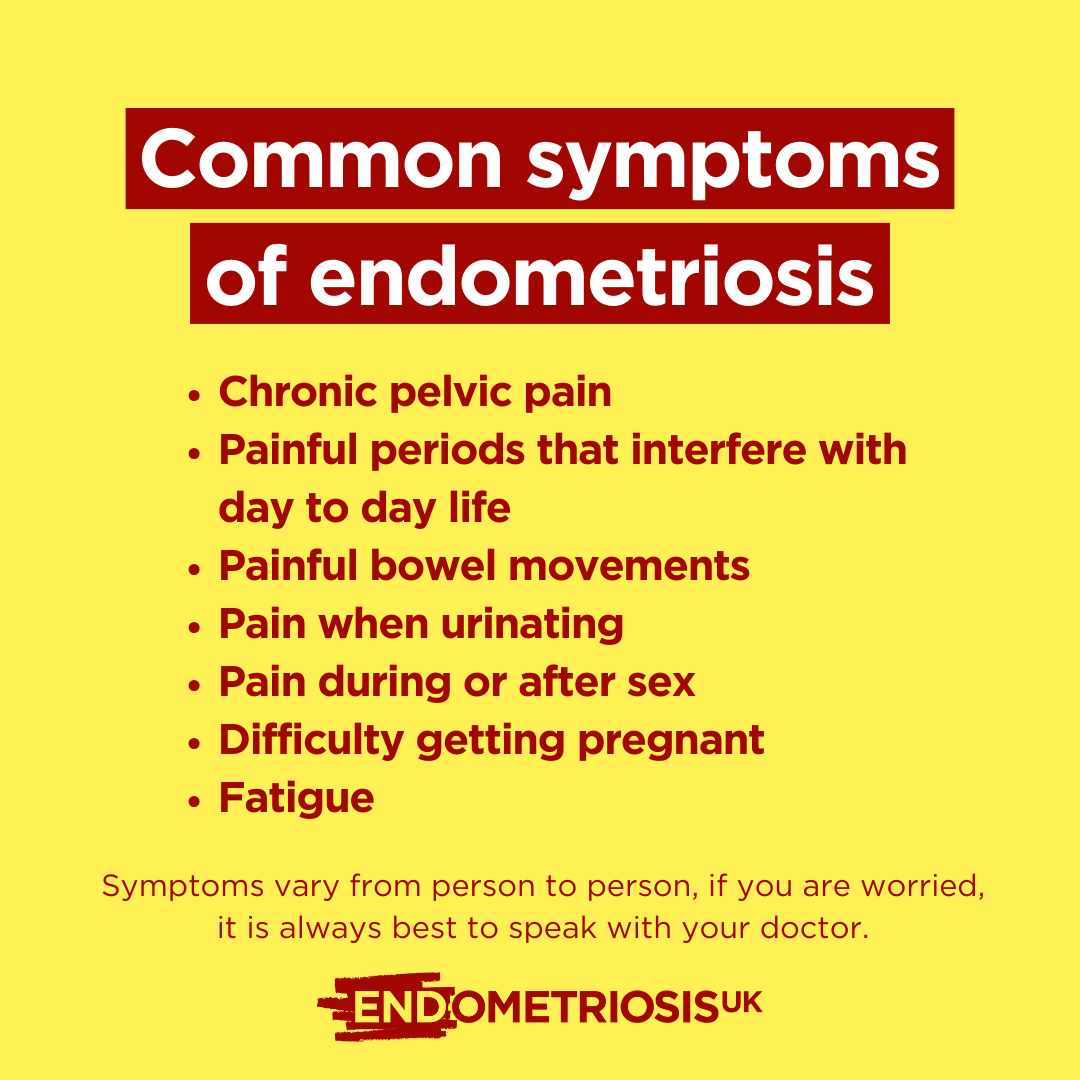 Common symptoms
of endometriosis
• Chronic pelvic pain
• Painful periods that interfere with
day to day life
• Painful bowel movements
• Pain when urinating
• Pain during or after sex
• Difficulty getting pregnant
• Fatigue
Symptoms vary from person to person, if you are worried,
it is always best to speak with your doctor.
ENDOMETRIOSIS UK